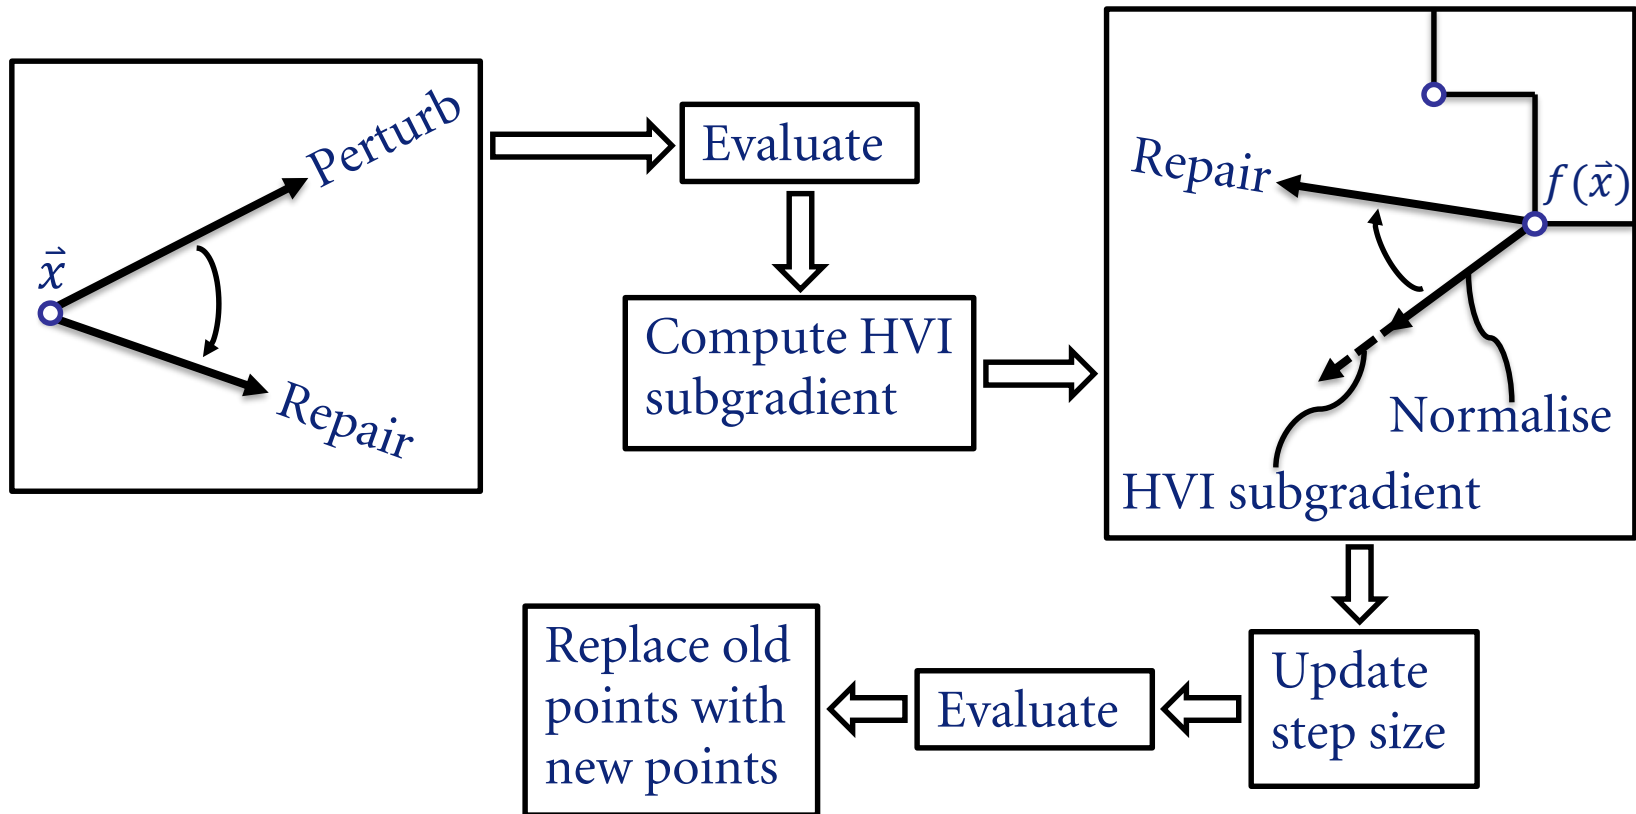 Perturb
x⃗
Repair
Evaluate
Compute HVI
subgradient
Repair
f(x⃗)
Normalise
HVI subgradient
Update
step size
Evaluate
Replace old
points with
new points